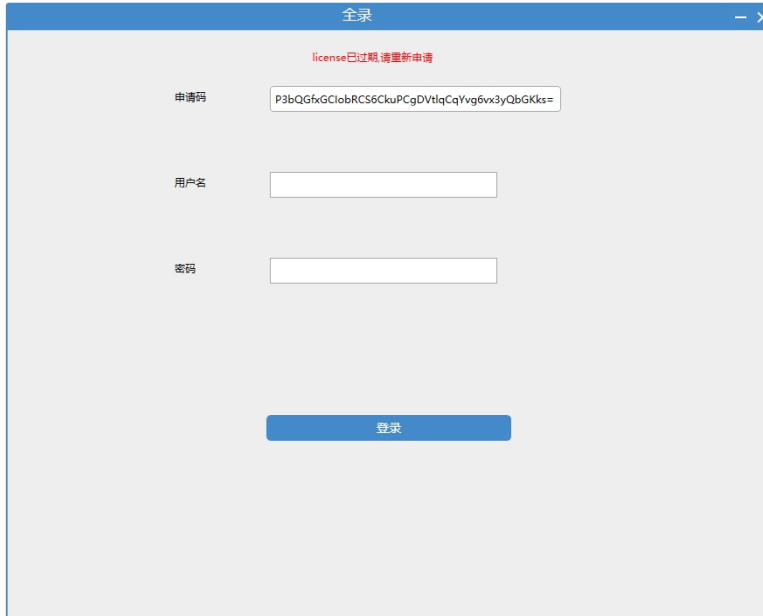 全录
license已过期,请重新申请
申请码
P3bQGfxGCIobRCS6CkuPCgDVtlqCqYvg6vx3yQbGKks=
用户名
密码
登录